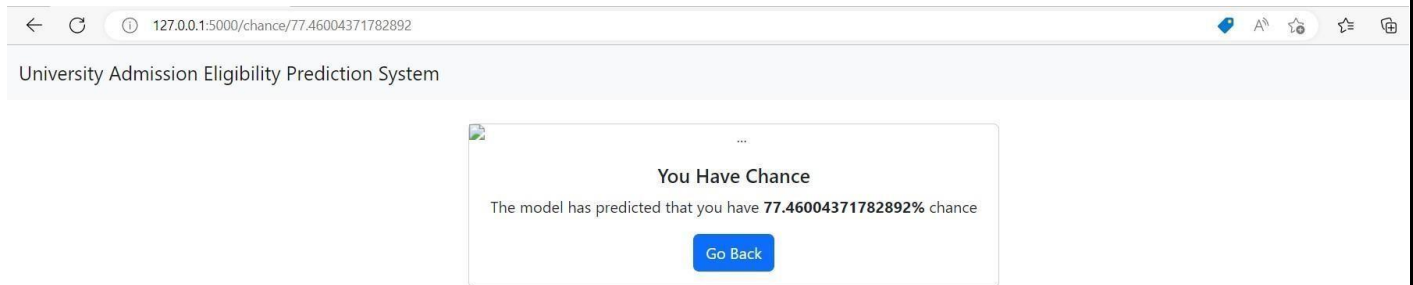 127.0.0.1:5000/chance/77.46004371782892
University Admission Eligibility Prediction System
...
You Have Chance
The model has predicted that you have 77.46004371782892% chance
Go Back